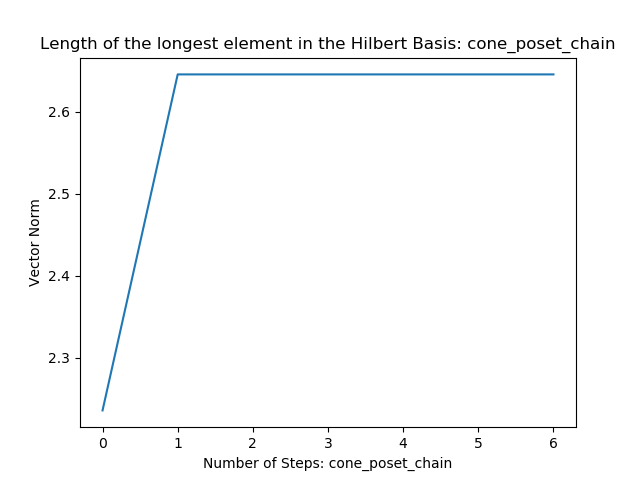 Length of the longest element in the Hilbert Basis: cone_poset_chain
2.6
2.5
2.4
2.3
Vector Norm
0 1 2 3 4 5 6
Number of Steps: cone_poset_chain